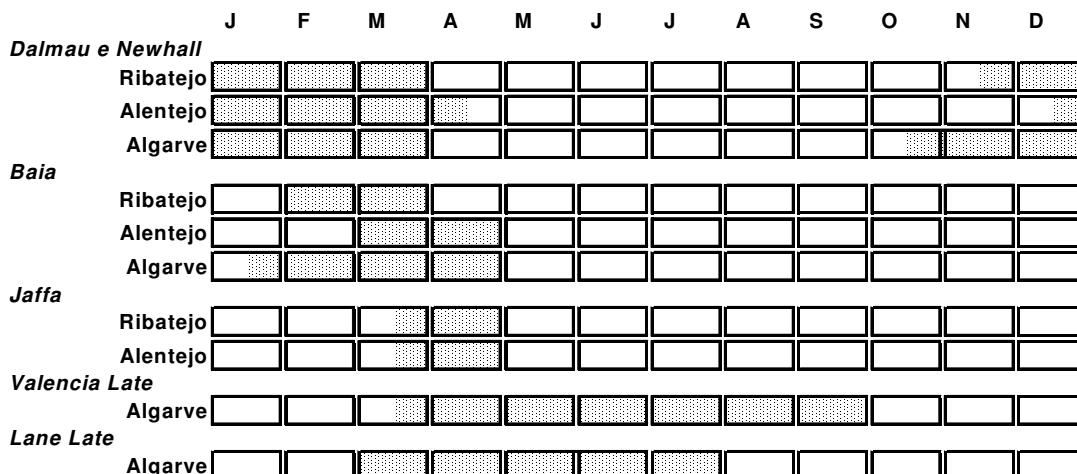 J F M A M J J A S O N D
Dalmau e Newhall
Ribatejo
Alentejo
Algarve
Baia
Ribatejo
Alentejo
Algarve
Jaffa
Ribatejo
Alentejo
Valencia Late
Algarve
Lane Late
Algarve